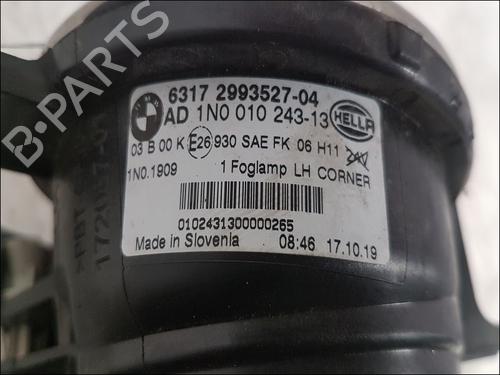 6317 2993527-04
AD 1N0 010 243-13
HELLA
03 B 00 K E26 930 SAE FK 06 H11 24V
1N0.1909 1 Foglamp LH CORNER
0102431300000265
Made in Slovenia 08:46 17.10.19